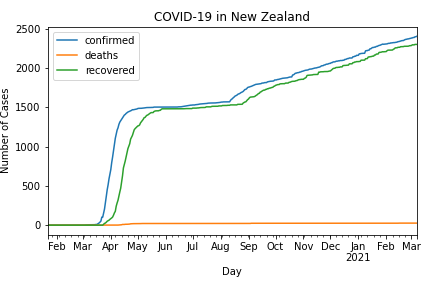 COVID-19 in New Zealand
confirmed
deaths
recovered
Number of Cases
2500
2000
1500
1000
500
0
Feb Mar Apr May Jun Jul Aug Sep Oct Nov Dec Jan Feb Mar
2021
Day